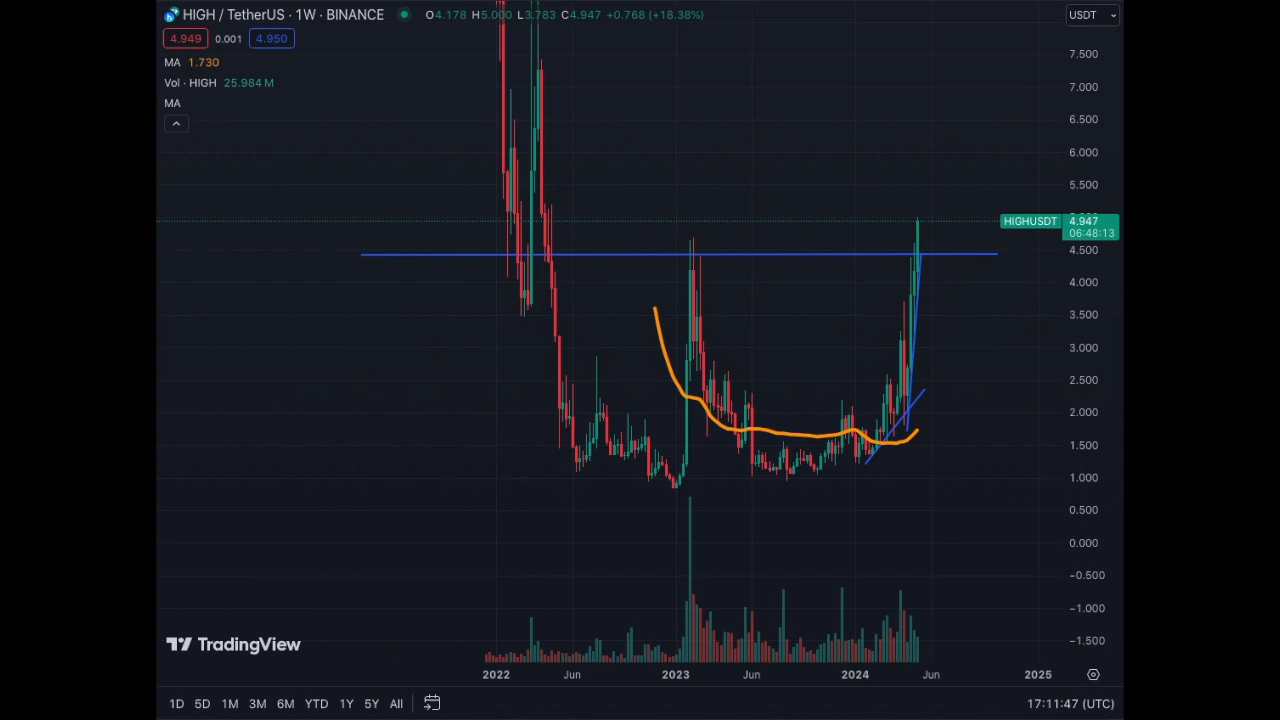 HIGH / TetherUS · 1W · BINANCE O4.178 H5.000 L3.783 C4.947 +0.768 (+18.38%) USDT
4.949 0.001 4.950
MA 1.730
Vol · HIGH 25.984 M
MA
7.500
7.000
6.500
6.000
5.500
HIGHUSDT 4.947
06:48:13
4.500
4.000
3.500
3.000
2.500
2.000
1.500
1.000
0.500
0.000
−0.500
−1.000
−1.500
TradingView
2022 Jun 2023 Jun 2024 Jun 2025
1D 5D 1M 3M 6M YTD 1Y 5Y All 17:11:47 (UTC)